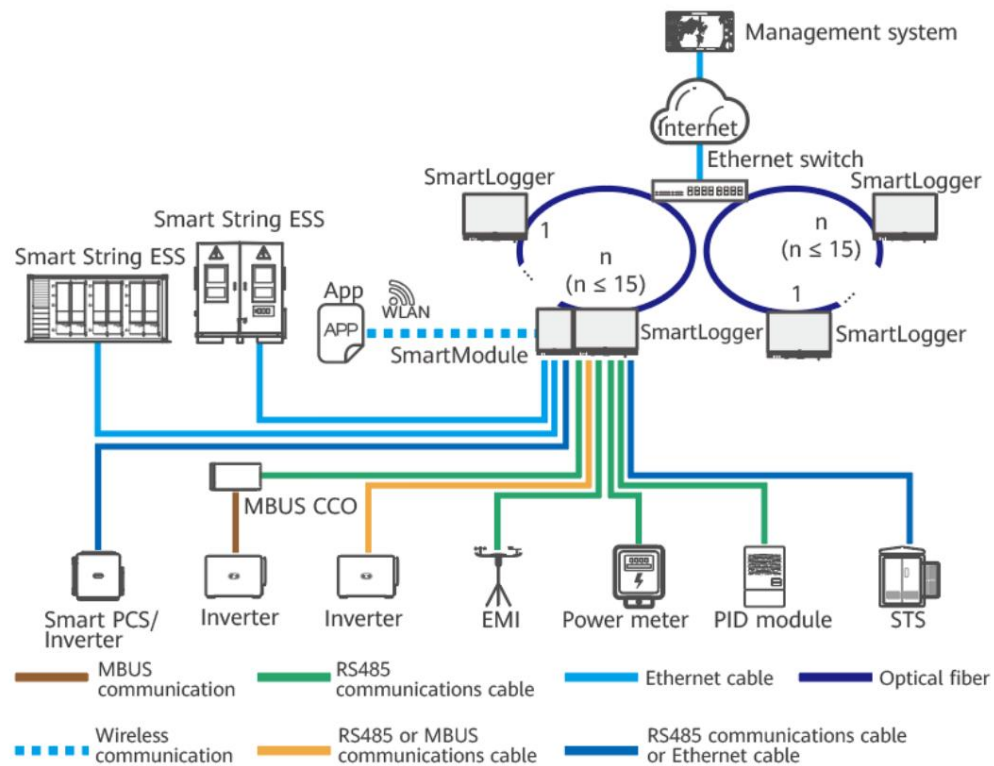 Management system
Internet
Ethernet switch
SmartLogger
SmartLogger
Smart String ESS
1
n
(n ≤ 15)
n
(n ≤ 15)
Smart String ESS
App
WLAN
APP
1
SmartLogger
SmartLogger
SmartModule
MBUS CCO
Smart PCS/
Inverter
Inverter
Inverter
EMI
Power meter
PID module
STS
MBUS
communication
RS485
communications cable
Ethernet cable
Optical fiber
Wireless
communication
RS485 or MBUS
communications cable
RS485 communications cable
or Ethernet cable